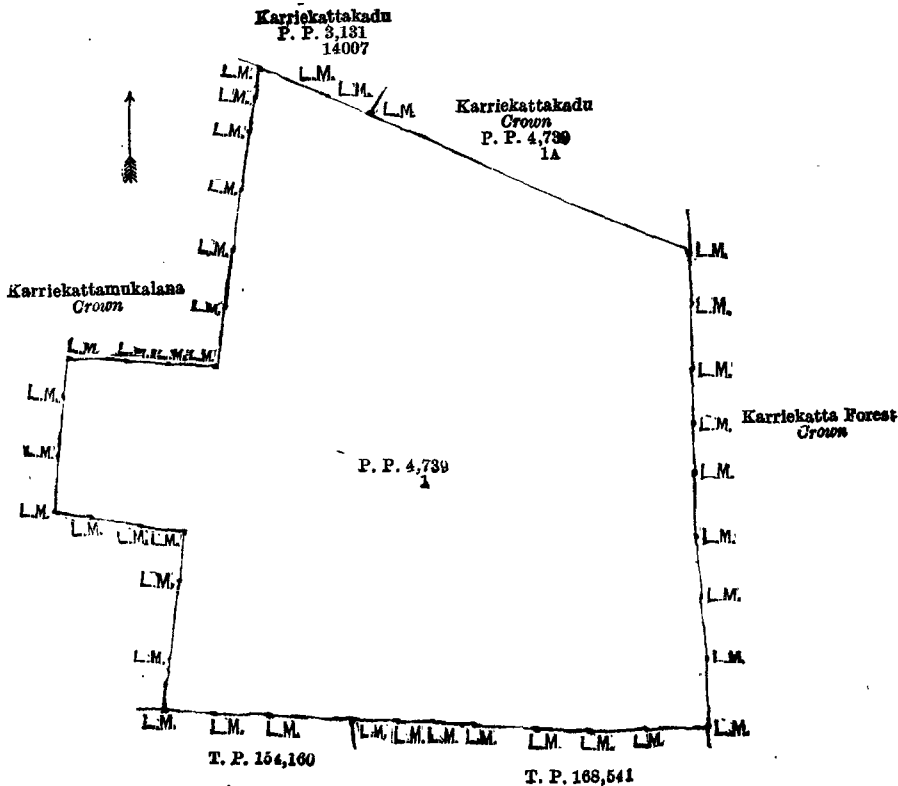 Karriekattakadu
P. P. 3,131
14007
L.M. L.M.
L.M. L.M.
L.M.
Karriekattakadu
Crown
P. P. 4,739
1A
L.M.
L.M.
L.M.
L.M.
Karriekattamukalana
Crown
L.M.
L.M.
L.M. L.M. L.M. L.M.
L.M.
L.M.
L.M.
Karriekatta Forest
Crown
L.M.
P. P. 4,739
1
L.M.
L.M.
L.M.
L.M. L.M. L.M.
L.M.
L.M.
L.M.
L.M.
L.M.
L.M. L.M. L.M. L.M. L.M. L.M. L.M. L.M. L.M. L.M. L.M.
T. P. 154,160
T. P. 168,541